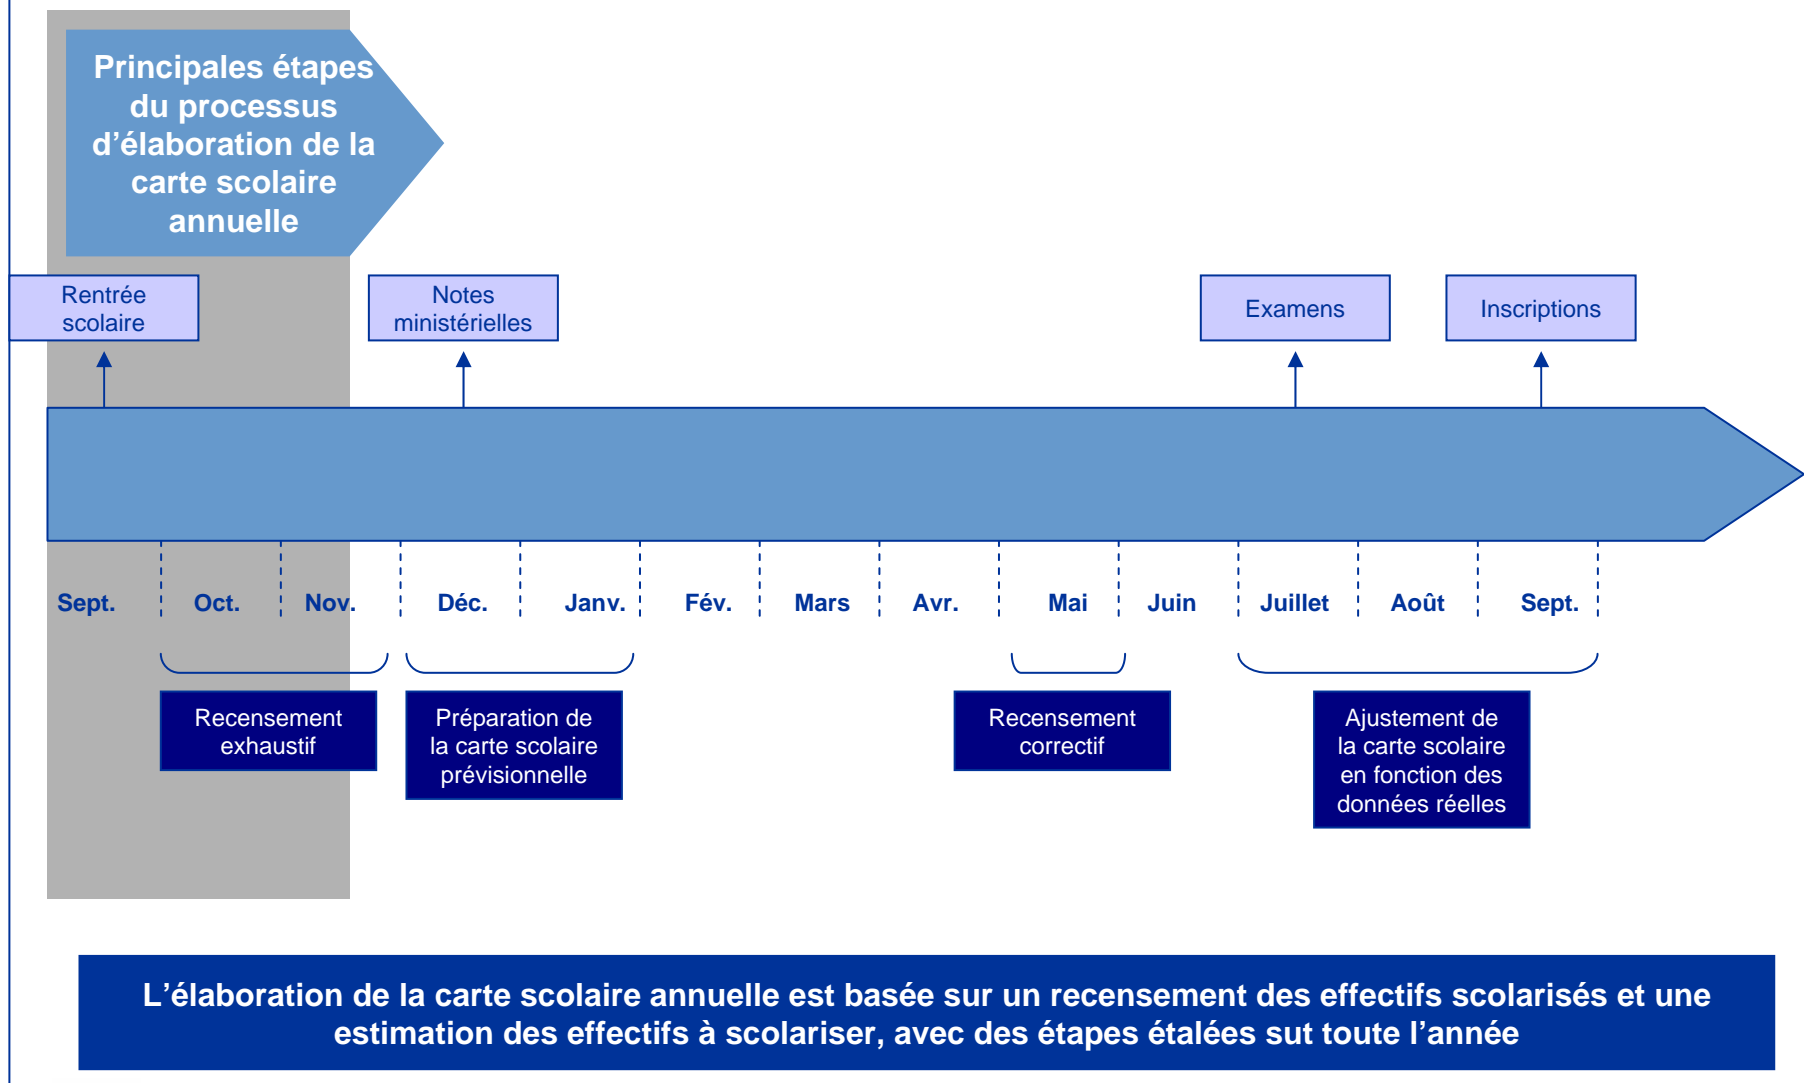 Principales étapes
du processus
d’élaboration de la
carte scolaire
annuelle
Rentrée
scolaire
Notes
ministérielles
Examens
Inscriptions
Sept.
Oct.
Nov.
Déc.
Janv.
Fév.
Mars
Avr.
Mai
Juin
Juillet
Août
Sept.
Recensement
exhaustif
Préparation de
la carte scolaire
prévisionnelle
Recensement
correctif
Ajustement de
la carte scolaire
en fonction des
données réelles
L’élaboration de la carte scolaire annuelle est basée sur un recensement des effectifs scolarisés et une
estimation des effectifs à scolariser, avec des étapes étalées sut toute l’année